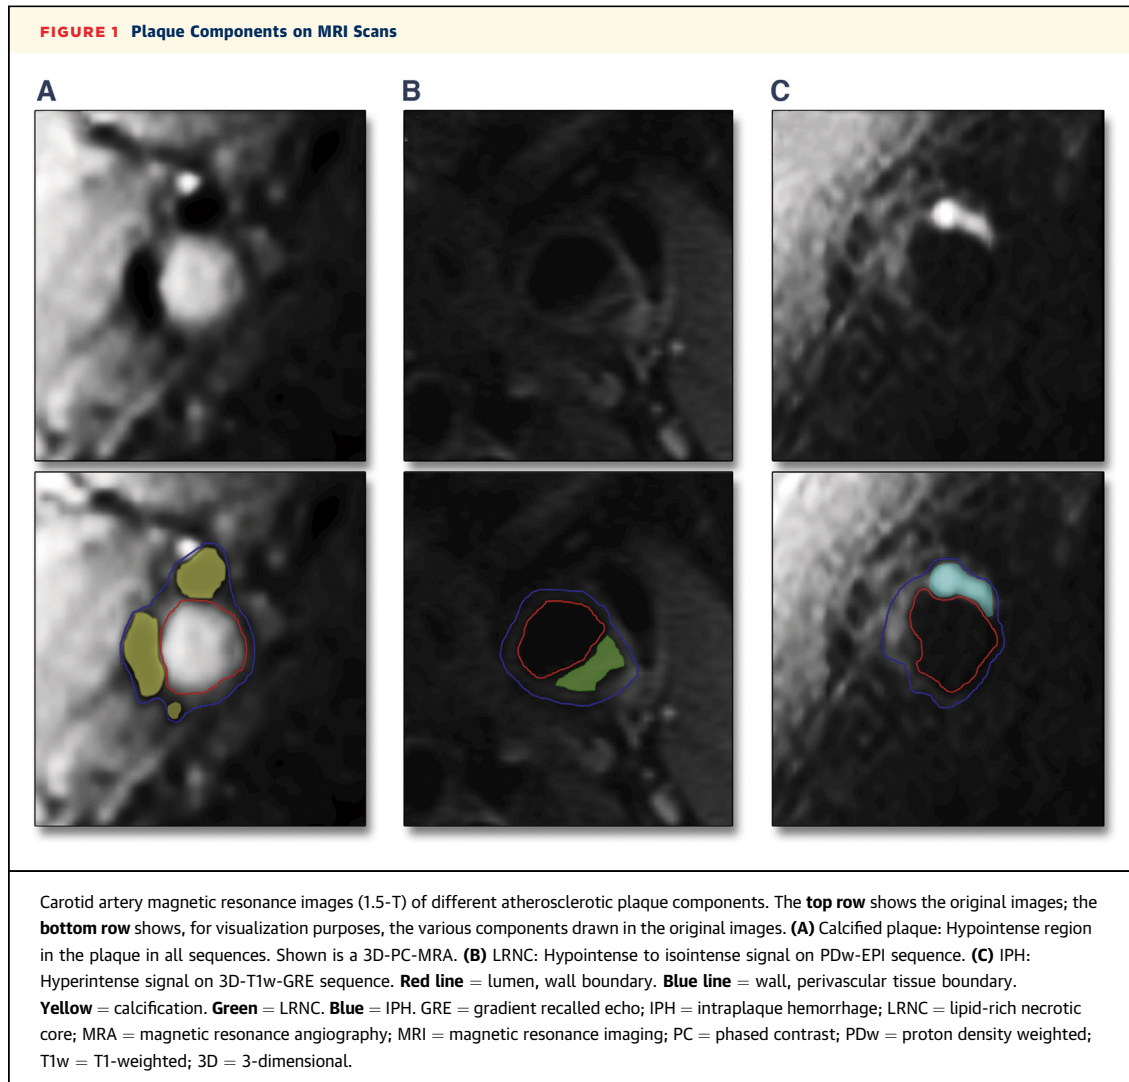 FIGURE 1 Plaque Components on MRI Scans
A
B
C
Carotid artery magnetic resonance images (1.5-T) of different atherosclerotic plaque components. The top row shows the original images; the
bottom row shows, for visualization purposes, the various components drawn in the original images. (A) Calcified plaque: Hypointense region
in the plaque in all sequences. Shown is a 3D-PC-MRA. (B) LRNC: Hypointense to isointense signal on PDw-EPI sequence. (C) IPH:
Hyperintense signal on 3D-T1w-GRE sequence. Red line = lumen, wall boundary. Blue line = wall, perivascular tissue boundary.
Yellow = calcification. Green = LRNC. Blue = IPH. GRE = gradient recalled echo; IPH = intraplaque hemorrhage; LRNC = lipid-rich necrotic
core; MRA = magnetic resonance angiography; MRI = magnetic resonance imaging; PC = phased contrast; PDw = proton density weighted;
T1w = T1-weighted; 3D = 3-dimensional.